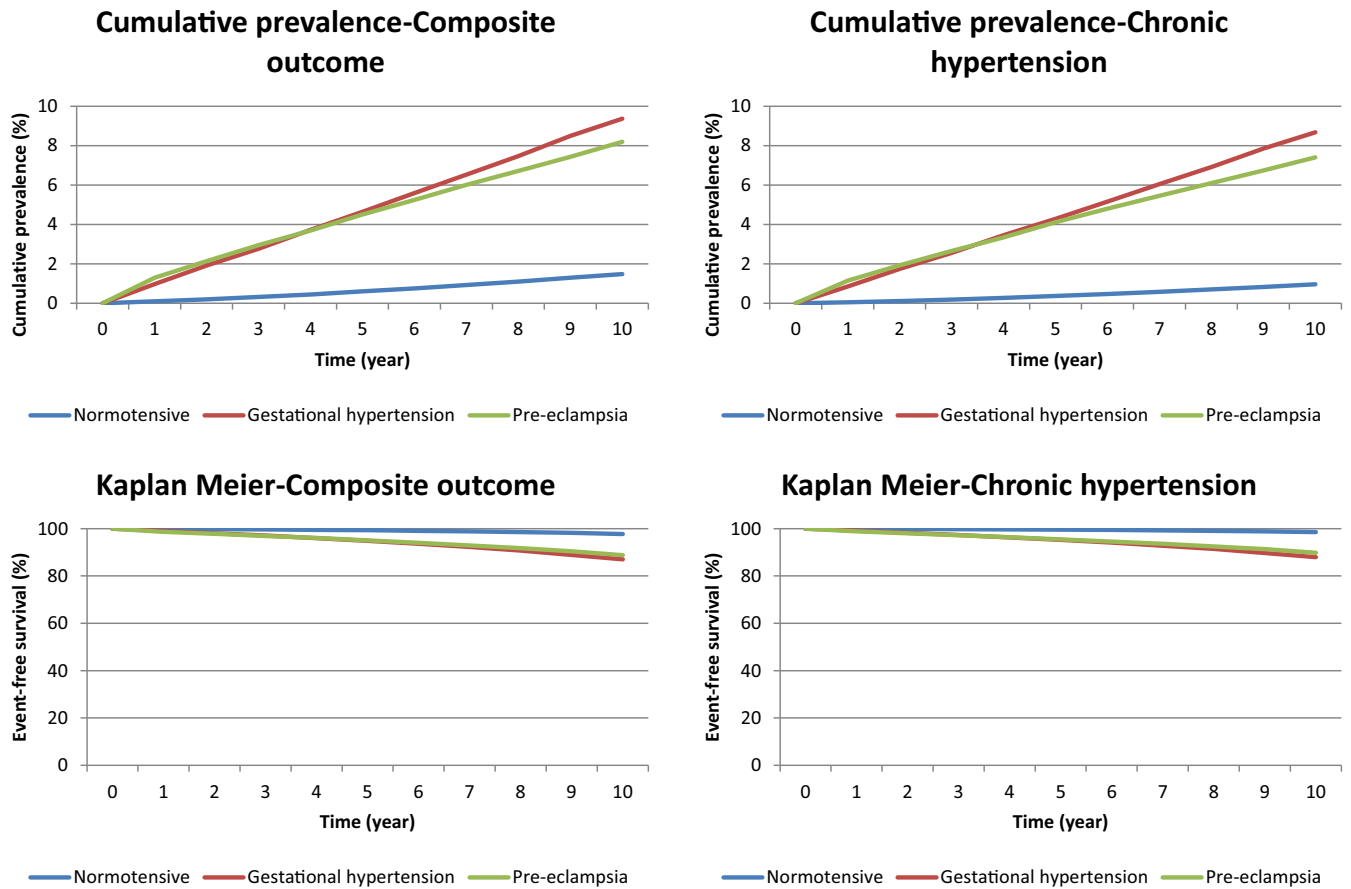 Cumulative prevalence-Composite
outcome
Cumulative prevalence (%)
10
8
6
4
2
0
0 1 2 3 4 5 6 7 8 9 10
Time (year)
Normotensive Gestational hypertension Pre-eclampsia
Cumulative prevalence-Chronic
hypertension
Cumulative prevalence (%)
10
8
6
4
2
0
0 1 2 3 4 5 6 7 8 9 10
Time (year)
Normotensive Gestational hypertension Pre-eclampsia
Kaplan Meier-Composite outcome
Event-free survival (%)
100
80
60
40
20
0
0 1 2 3 4 5 6 7 8 9 10
Time (year)
Normotensive Gestational hypertension Pre-eclampsia
Kaplan Meier-Chronic hypertension
Event-free survival (%)
100
80
60
40
20
0
0 1 2 3 4 5 6 7 8 9 10
Time (year)
Normotensive Gestational hypertension Pre-eclampsia